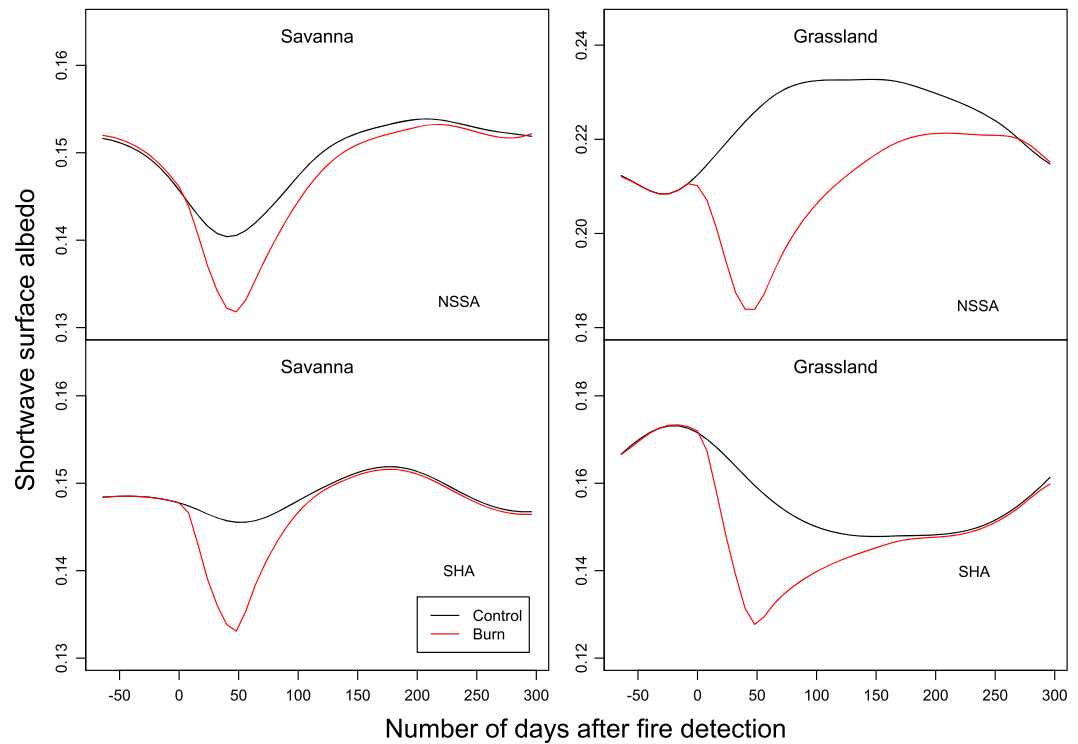 Shortwave surface albedo
Savanna
0.16
0.15
0.14
0.13
NSSA
Grassland
0.24
0.22
0.20
0.18
NSSA
Savanna
0.16
0.15
0.14
0.13
SHA
Control
Burn
-50 0 50 100 150 200 250 300
Grassland
0.18
0.16
0.14
0.12
SHA
-50 0 50 100 150 200 250 300
Number of days after fire detection